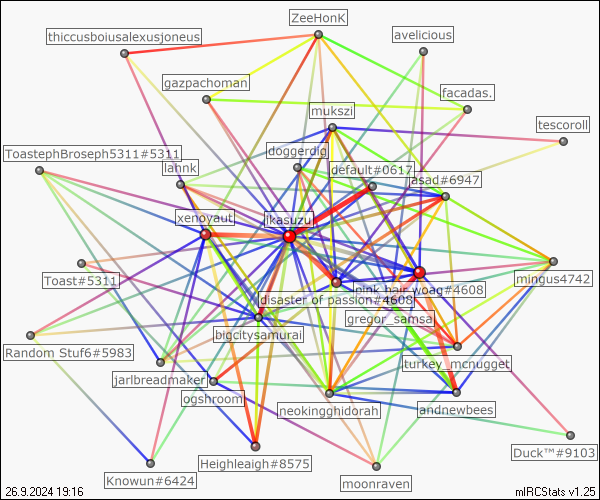 ZeeHonK
thiccusboiusalexusjoneus
avelicious
gazpachoman
facadas.
mukszi
tescoroll
ToastephBroseph5311#5311
doggerdig
lahnk
default#0617
jasad#6947
xenoyaut
jkasuzu
Toast#5311
pink_hair_woag#4608
mingus4742
disaster of passion#4608
gregor_samsa.
bigcitysamurai
Random Stuf6#5983
turkey_mcnugget
jarlbreadmaker
ogshroom
neokingghidorah
andnewbees
Heighleaigh#8575
Duck™#9103
Knowun#6424
moonraven
26.9.2024 19:16
mIRCStats v1.25